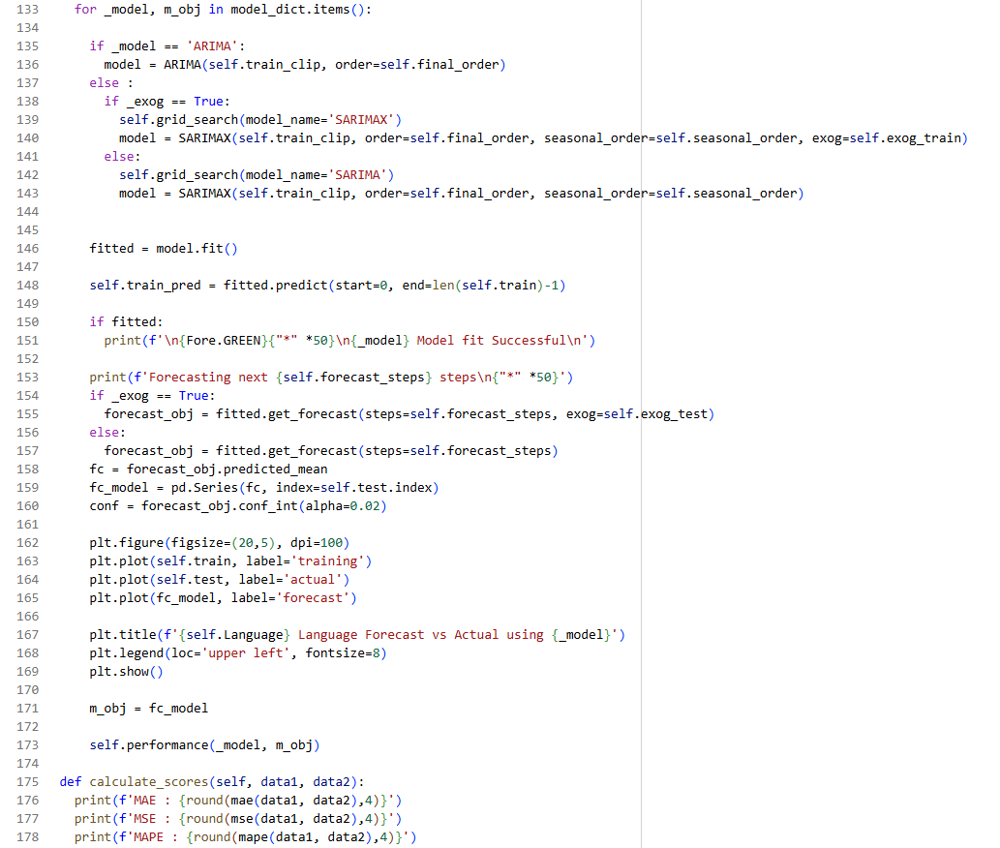 133 for _model, m_obj in model_dict.items():
134
135 if _model == 'ARIMA':
136 model = ARIMA(self.train_clip, order=self.final_order)
137 else :
138 if _exog == True:
139 self.grid_search(model_name='SARIMAX')
140 model = SARIMAX(self.train_clip, order=self.final_order, seasonal_order=self.seasonal_order, exog=self.exog_train)
141 else:
142 self.grid_search(model_name='SARIMA')
143 model = SARIMAX(self.train_clip, order=self.final_order, seasonal_order=self.seasonal_order)
144
145
146 fitted = model.fit()
147
148 self.train_pred = fitted.predict(start=0, end=len(self.train)-1)
149
150 if fitted:
151 print(f'\n{Fore.GREEN}{"*" *50}\n{_model} Model fit Successful\n')
152
153 print(f'Forecasting next {self.forecast_steps} steps\n{"*" *50}')
154 if _exog == True:
155 forecast_obj = fitted.get_forecast(steps=self.forecast_steps, exog=self.exog_test)
156 else:
157 forecast_obj = fitted.get_forecast(steps=self.forecast_steps)
158 fc = forecast_obj.predicted_mean
159 fc_model = pd.Series(fc, index=self.test.index)
160 conf = forecast_obj.conf_int(alpha=0.02)
161
162 plt.figure(figsize=(20,5), dpi=100)
163 plt.plot(self.train, label='training')
164 plt.plot(self.test, label='actual')
165 plt.plot(fc_model, label='forecast')
166
167 plt.title(f'{self.Language} Language Forecast vs Actual using {_model}')
168 plt.legend(loc='upper left', fontsize=8)
169 plt.show()
170
171 m_obj = fc_model
172
173 self.performance(_model, m_obj)
174
175 def calculate_scores(self, data1, data2):
176 print(f'MAE : {round(mae(data1, data2),4)}')
177 print(f'MSE : {round(mse(data1, data2),4)}')
178 print(f'MAPE : {round(mape(data1, data2),4)}')